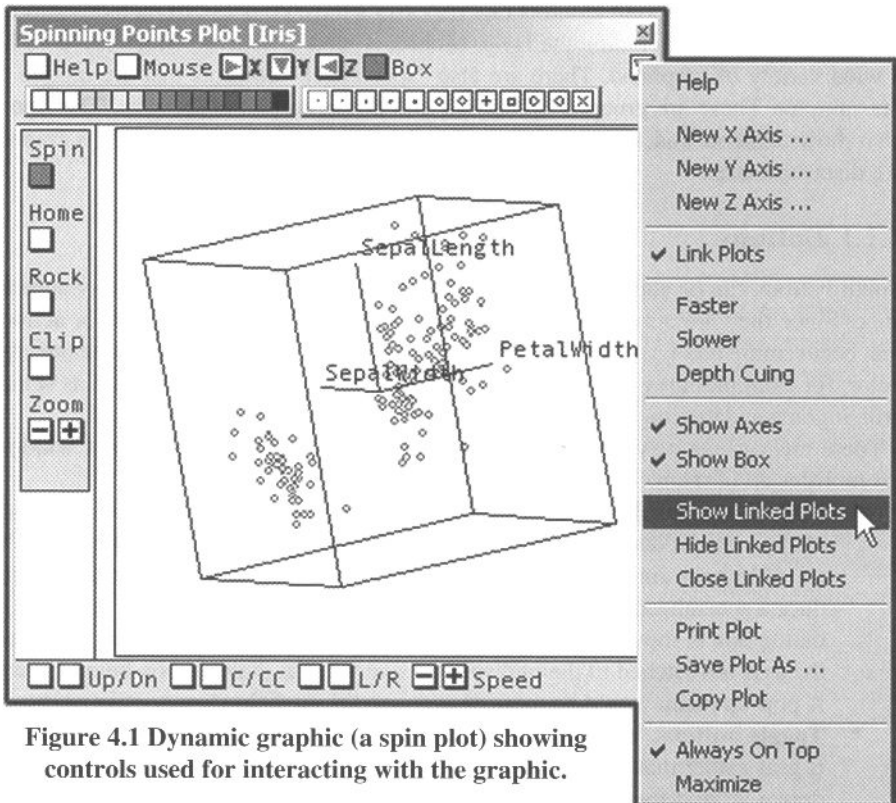 Spinning Points Plot [Iris]
Help Mouse X Y Z Box
Spin
Home
Rock
Clip
Zoom
SepalLength
PetalWidth
SepalWidth
Up/Dn C/CC L/R Speed
Help
New X Axis ...
New Y Axis ...
New Z Axis ...
Link Plots
Faster
Slower
Depth Cuing
Show Axes
Show Box
Show Linked Plots
Hide Linked Plots
Close Linked Plots
Print Plot
Save Plot As ...
Copy Plot
Always On Top
Maximize
Figure 4.1 Dynamic graphic (a spin plot) showing
controls used for interacting with the graphic.